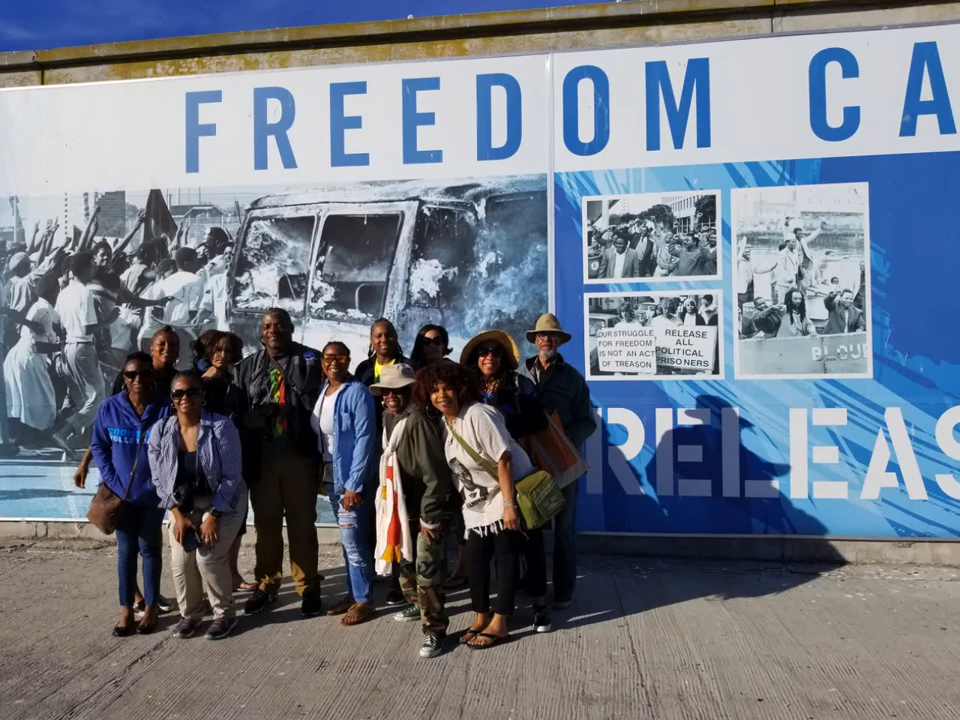 FREEDOM CA
OUR STRUGGLE
FOR FREEDOM
IS NOT AN ACT
OF TREASON
RELEASE
ALL
POLITICAL
PRISONERS
RELEAS